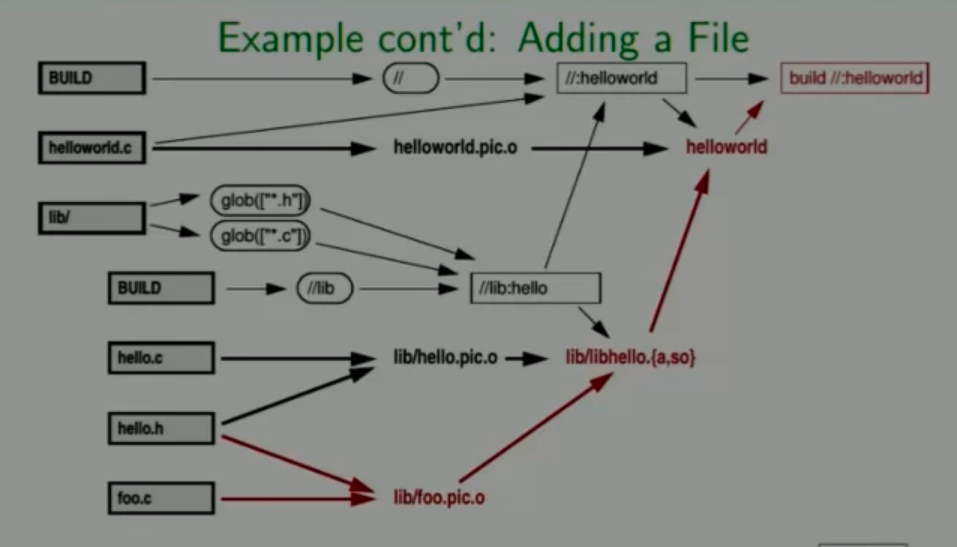 Example cont'd: Adding a File
BUILD
//
//:helloworld
build //:helloworld
helloworld.c
helloworld.pic.o
helloworld
lib/
glob(["*.h"])
glob(["*.c"])
BUILD
//lib
//lib:hello
hello.c
lib/hello.pic.o
lib/libhello.{a,so}
hello.h
foo.c
lib/foo.pic.o